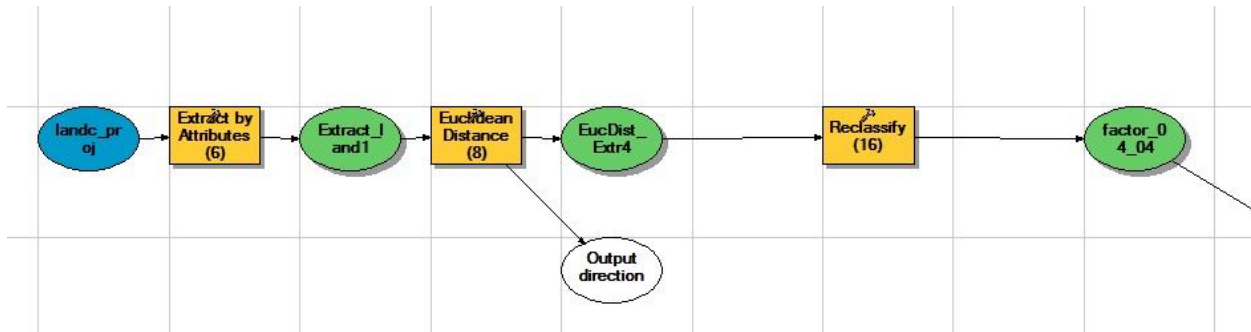 landc_pr
oj
Extract by
Attributes
(6)
Extract_l
and1
Euclidean
Distance
(8)
EucDist_
Extr4
Reclassify
(16)
factor_0
4_04
Output
direction